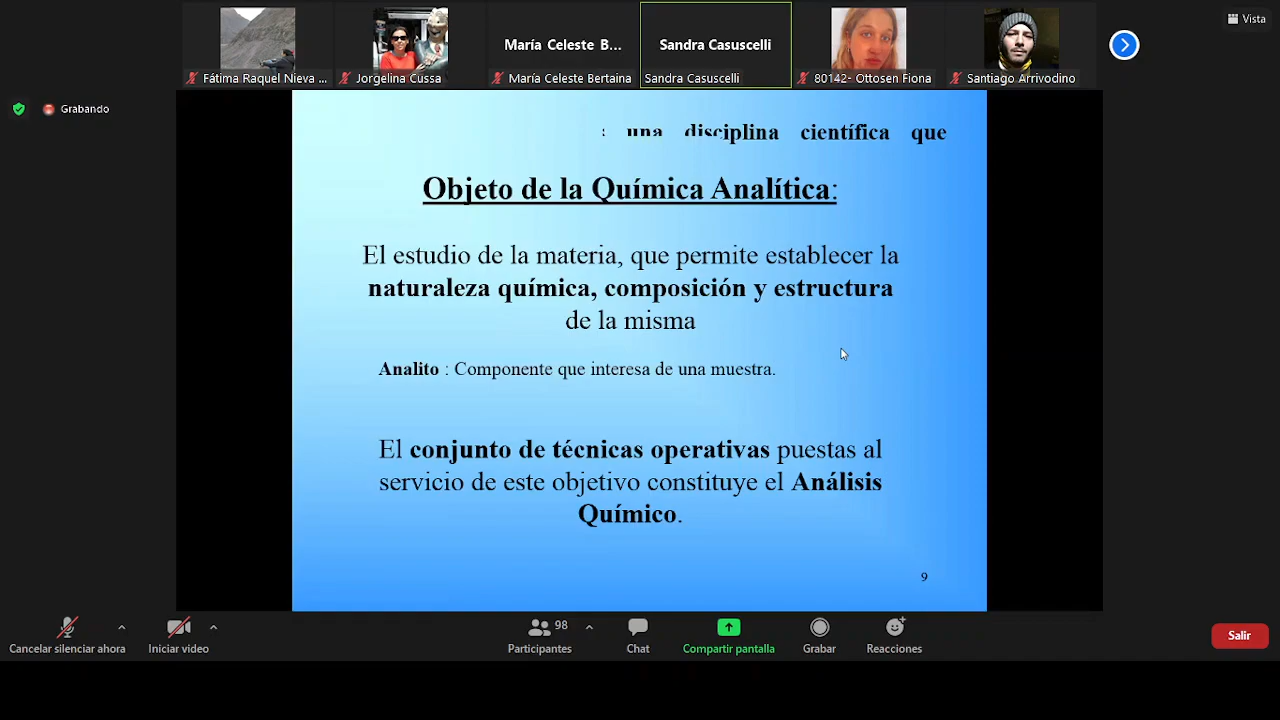 Vista
María Celeste B...
Sandra Casuscelli
Fátima Raquel Nieva ...
Jorgelina Cussa
María Celeste Bertaina
Sandra Casuscelli
80142- Ottosen Fiona
Santiago Arrivodino
Grabando
una disciplina científica que
Objeto de la Química Analítica:
El estudio de la materia, que permite establecer la
naturaleza química, composición y estructura
de la misma
Analito : Componente que interesa de una muestra.
El conjunto de técnicas operativas puestas al
servicio de este objetivo constituye el Análisis
Químico.
9
98
Cancelar silenciar ahora
Iniciar video
Participantes
Chat
Compartir pantalla
Grabar
Reacciones
Salir